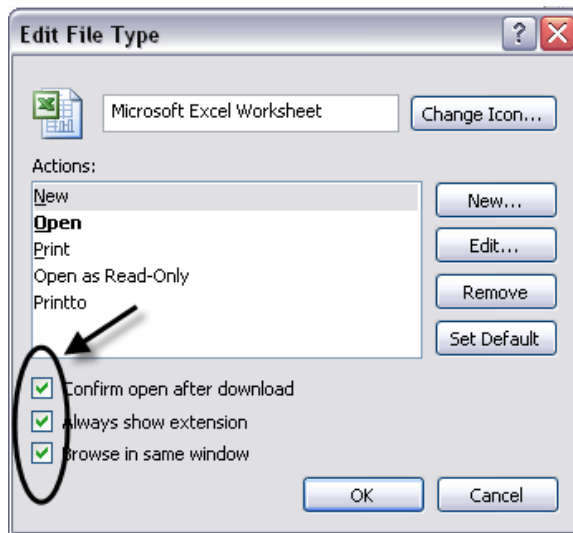 Edit File Type
?
Microsoft Excel Worksheet
Change Icon...
Actions:
New
Open
Print
Open as Read-Only
Printto
New...
Edit...
Remove
Set Default
Confirm open after download
Always show extension
Browse in same window
OK
Cancel